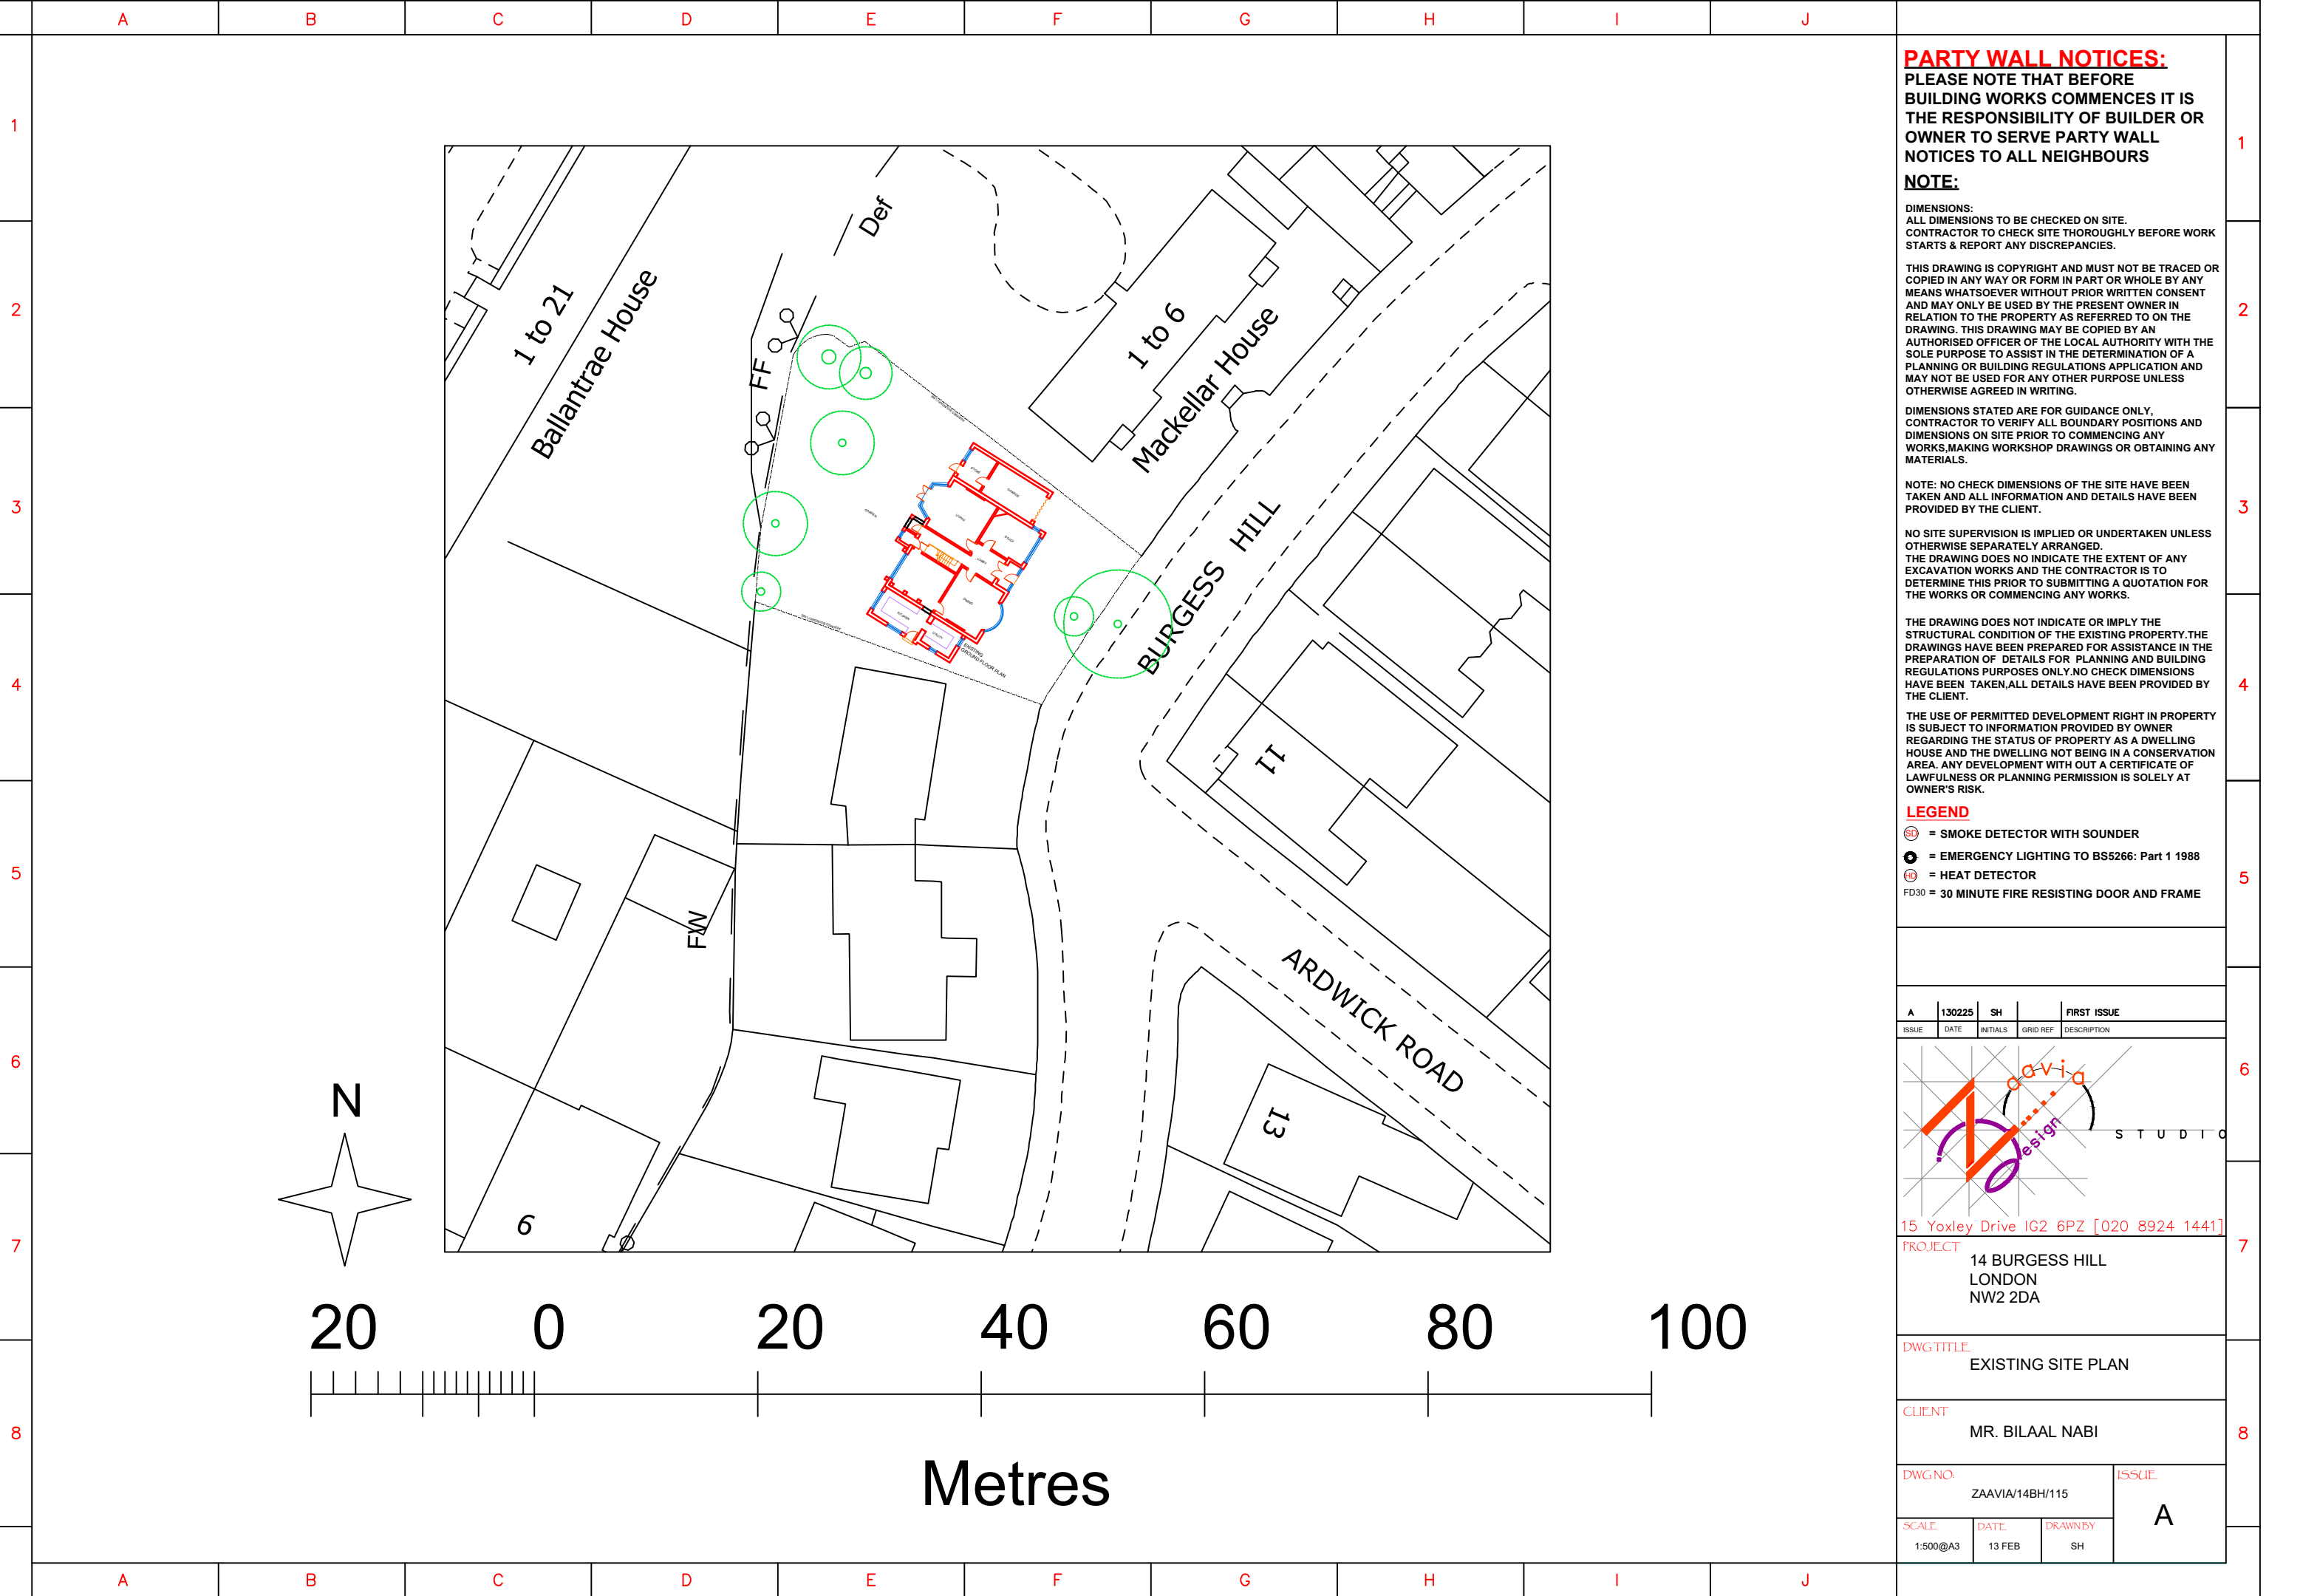 A B C D E F G H I J
1
2
3
4
5
6
7
8
1 to 21
Ballantrae House
Def
FF
1 to 6
Mackellar House
BURGESS HILL
EXISTING
GROUND FLOOR PLAN
11
FW
ARDWICK ROAD
13
6
N
20 0 20 40 60 80 100
Metres
A B C D E F G H I J
PARTY WALL NOTICES:
PLEASE NOTE THAT BEFORE
BUILDING WORKS COMMENCES IT IS
THE RESPONSIBILITY OF BUILDER OR
OWNER TO SERVE PARTY WALL
NOTICES TO ALL NEIGHBOURS
NOTE:
DIMENSIONS:
ALL DIMENSIONS TO BE CHECKED ON SITE.
CONTRACTOR TO CHECK SITE THOROUGHLY BEFORE WORK
STARTS & REPORT ANY DISCREPANCIES.
THIS DRAWING IS COPYRIGHT AND MUST NOT BE TRACED OR
COPIED IN ANY WAY OR FORM IN PART OR WHOLE BY ANY
MEANS WHATSOEVER WITHOUT PRIOR WRITTEN CONSENT
AND MAY ONLY BE USED BY THE PRESENT OWNER IN
RELATION TO THE PROPERTY AS REFERRED TO ON THE
DRAWING. THIS DRAWING MAY BE COPIED BY AN
AUTHORISED OFFICER OF THE LOCAL AUTHORITY WITH THE
SOLE PURPOSE TO ASSIST IN THE DETERMINATION OF A
PLANNING OR BUILDING REGULATIONS APPLICATION AND
MAY NOT BE USED FOR ANY OTHER PURPOSE UNLESS
OTHERWISE AGREED IN WRITING.
DIMENSIONS STATED ARE FOR GUIDANCE ONLY,
CONTRACTOR TO VERIFY ALL BOUNDARY POSITIONS AND
DIMENSIONS ON SITE PRIOR TO COMMENCING ANY
WORKS,MAKING WORKSHOP DRAWINGS OR OBTAINING ANY
MATERIALS.
NOTE: NO CHECK DIMENSIONS OF THE SITE HAVE BEEN
TAKEN AND ALL INFORMATION AND DETAILS HAVE BEEN
PROVIDED BY THE CLIENT.
NO SITE SUPERVISION IS IMPLIED OR UNDERTAKEN UNLESS
OTHERWISE SEPARATELY ARRANGED.
THE DRAWING DOES NO INDICATE THE EXTENT OF ANY
EXCAVATION WORKS AND THE CONTRACTOR IS TO
DETERMINE THIS PRIOR TO SUBMITTING A QUOTATION FOR
THE WORKS OR COMMENCING ANY WORKS.
THE DRAWING DOES NOT INDICATE OR IMPLY THE
STRUCTURAL CONDITION OF THE EXISTING PROPERTY.THE
DRAWINGS HAVE BEEN PREPARED FOR ASSISTANCE IN THE
PREPARATION OF DETAILS FOR PLANNING AND BUILDING
REGULATIONS PURPOSES ONLY.NO CHECK DIMENSIONS
HAVE BEEN TAKEN,ALL DETAILS HAVE BEEN PROVIDED BY
THE CLIENT.
THE USE OF PERMITTED DEVELOPMENT RIGHT IN PROPERTY
IS SUBJECT TO INFORMATION PROVIDED BY OWNER
REGARDING THE STATUS OF PROPERTY AS A DWELLING
HOUSE AND THE DWELLING NOT BEING IN A CONSERVATION
AREA. ANY DEVELOPMENT WITH OUT A CERTIFICATE OF
LAWFULNESS OR PLANNING PERMISSION IS SOLELY AT
OWNER'S RISK.
LEGEND
SD = SMOKE DETECTOR WITH SOUNDER
= EMERGENCY LIGHTING TO BS5266: Part 1 1988
HD = HEAT DETECTOR
FD30 = 30 MINUTE FIRE RESISTING DOOR AND FRAME
A 130225 SH FIRST ISSUE
ISSUE DATE INITIALS GRID REF DESCRIPTION
Zaavia
Design
STUDIO
15 Yoxley Drive IG2 6PZ [020 8924 1441]
PROJECT
14 BURGESS HILL
LONDON
NW2 2DA
DWG TITLE
EXISTING SITE PLAN
CLIENT
MR. BILAAL NABI
DWG NO: ISSUE
ZAAVIA/14BH/115
A
SCALE DATE DRAWN BY
1:500@A3 13 FEB SH
1
2
3
4
5
6
7
8